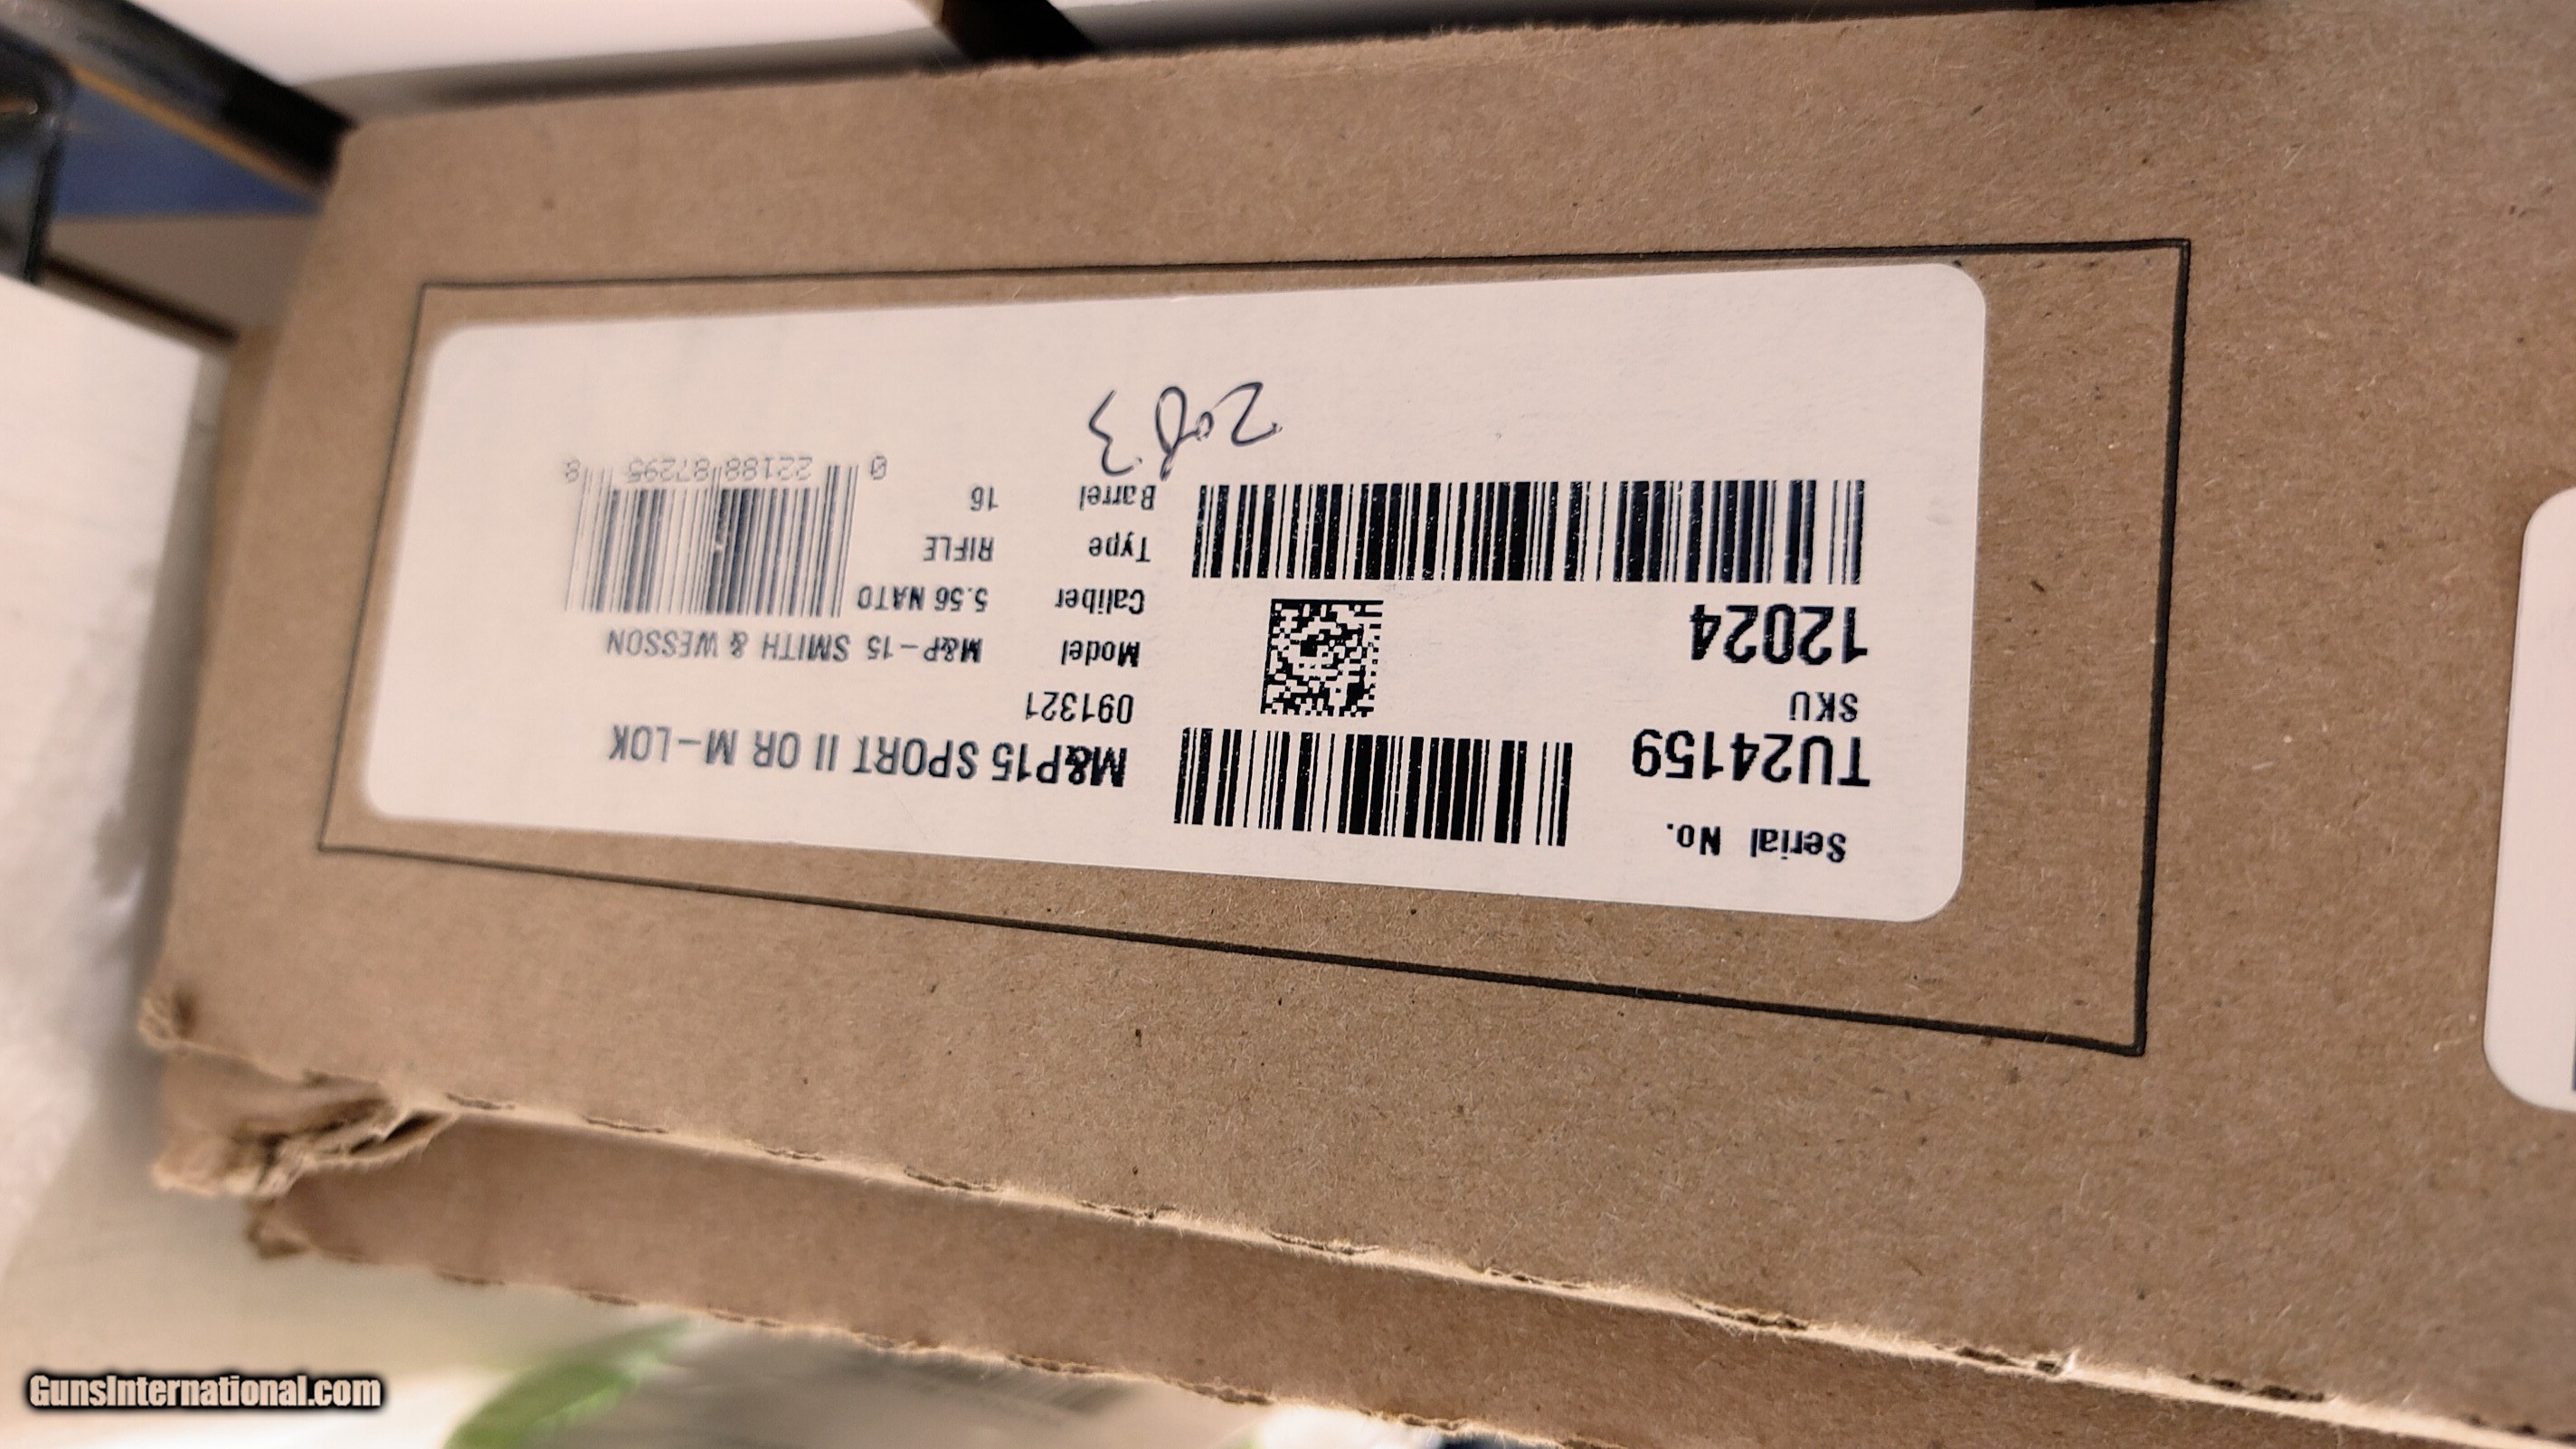 Serial No.
TU24159
SKU
12024
M&P15 SPORT II OR M-LOK
091321
Model M&P-15 SMITH & WESSON
Caliber 5.56 NATO
Type RIFLE
Barrel 16
0 22188 87295 8
GunsInternational.com